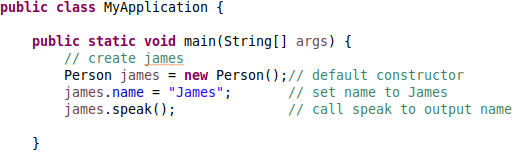 public class MyApplication {
    public static void main(String[] args) {
        // create james
        Person james = new Person();// default constructor
        james.name = "James";       // set name to James
        james.speak();              // call speak to output name
    }